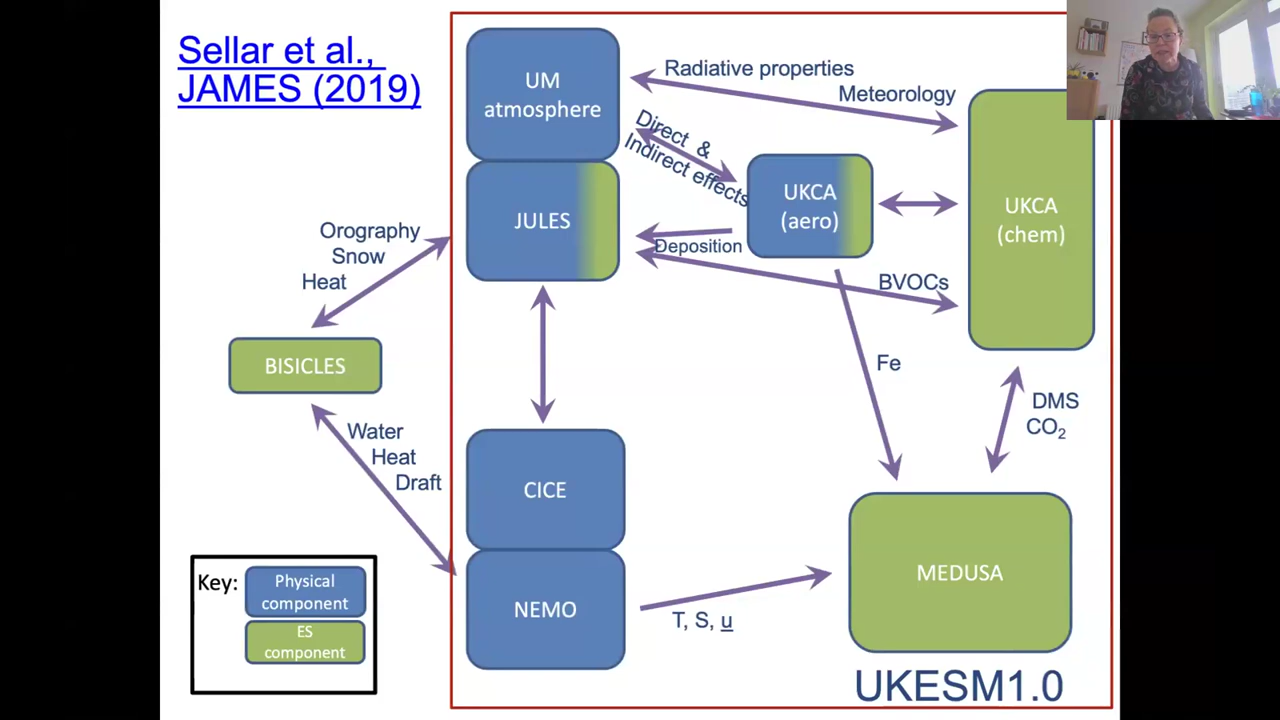 Sellar et al.,
JAMES (2019)
UM
atmosphere
Radiative properties
Meteorology
Direct &
Indirect effects
UKCA
(aero)
UKCA
(chem)
JULES
Deposition
BVOCs
Orography
Snow
Heat
BISICLES
Fe
DMS
CO₂
Water
Heat
Draft
CICE
NEMO
T, S, u
MEDUSA
Key:
Physical
component
ES
component
UKESM1.0